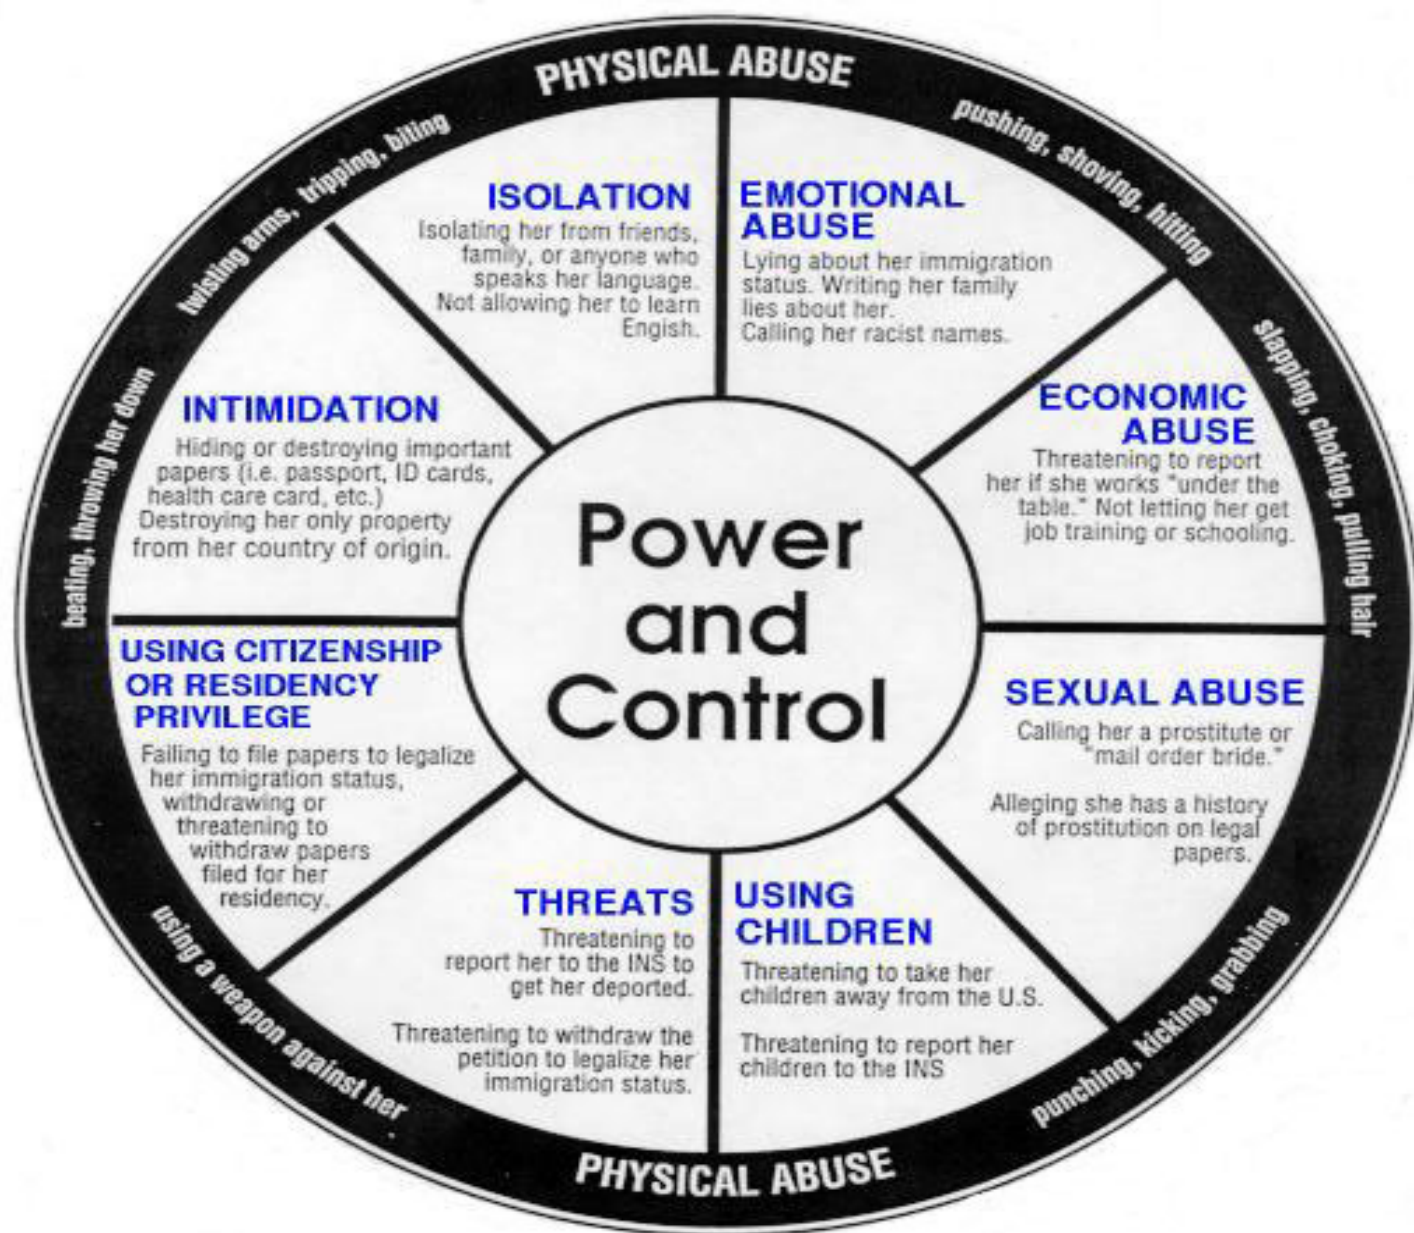 PHYSICAL ABUSE
pushing, shoving, hitting
slapping, choking, pulling hair
punching, kicking, grabbing
PHYSICAL ABUSE
using a weapon against her
beating, throwing her down
twisting arms, tripping, biting
Power
and
Control
ISOLATION
Isolating her from friends,
family, or anyone who
speaks her language.
Not allowing her to learn
Engish.
EMOTIONAL
ABUSE
Lying about her immigration
status. Writing her family
lies about her.
Calling her racist names.
ECONOMIC
ABUSE
Threatening to report
her if she works "under the
table." Not letting her get
job training or schooling.
SEXUAL ABUSE
Calling her a prostitute or
"mail order bride."
Alleging she has a history
of prostitution on legal
papers.
USING
CHILDREN
Threatening to take her
children away from the U.S.
Threatening to report her
children to the INS
THREATS
Threatening to
report her to the INS to
get her deported.
Threatening to withdraw the
petition to legalize her
immigration status.
USING CITIZENSHIP
OR RESIDENCY
PRIVILEGE
Failing to file papers to legalize
her immigration status,
withdrawing or
threatening to
withdraw papers
filed for her
residency.
INTIMIDATION
Hiding or destroying important
papers (i.e. passport, ID cards,
health care card, etc.)
Destroying her only property
from her country of origin.